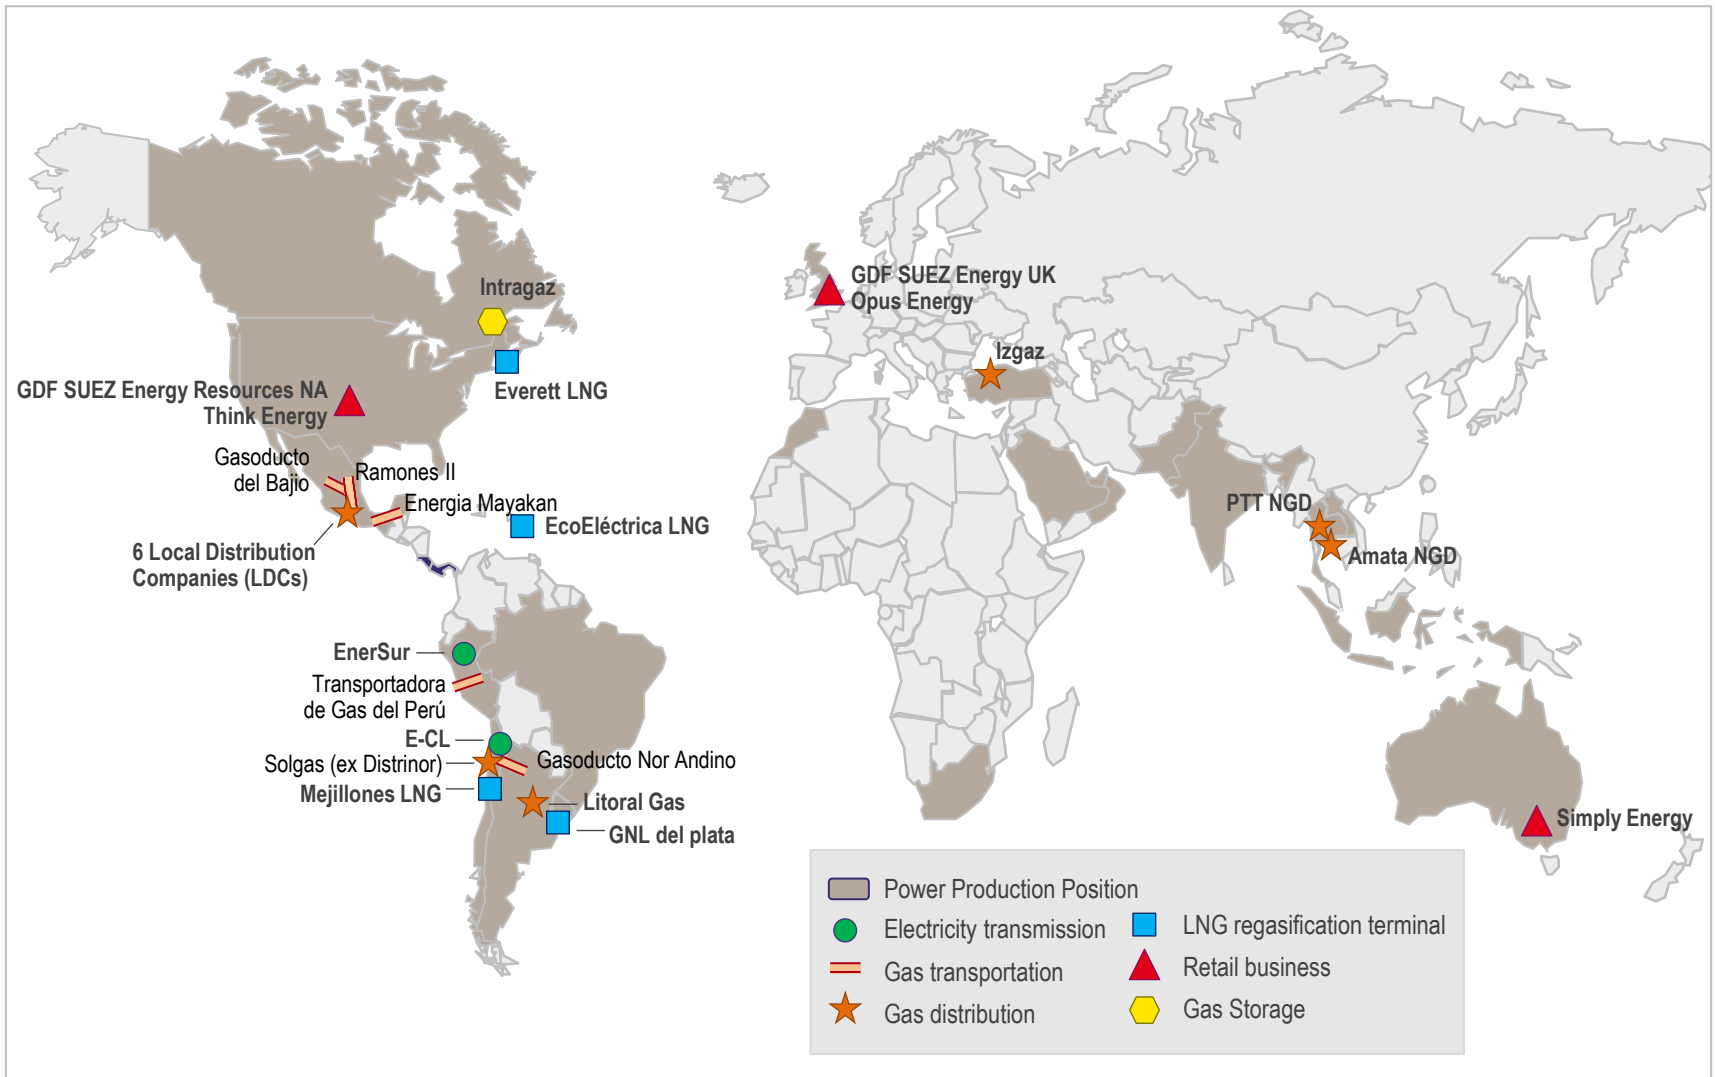 Intragaz
Everett LNG
GDF SUEZ Energy Resources NA
Think Energy
Gasoducto
del Bajio
Ramones II
Energia Mayakan
EcoEléctrica LNG
6 Local Distribution
Companies (LDCs)
EnerSur
Transportadora
de Gas del Perú
E-CL
Solgas (ex Distrinor)
Gasoducto Nor Andino
Mejillones LNG
Litoral Gas
GNL del plata
GDF SUEZ Energy UK
Opus Energy
Izgaz
PTT NGD
Amata NGD
Simply Energy
Power Production Position
Electricity transmission
Gas transportation
Gas distribution
LNG regasification terminal
Retail business
Gas Storage